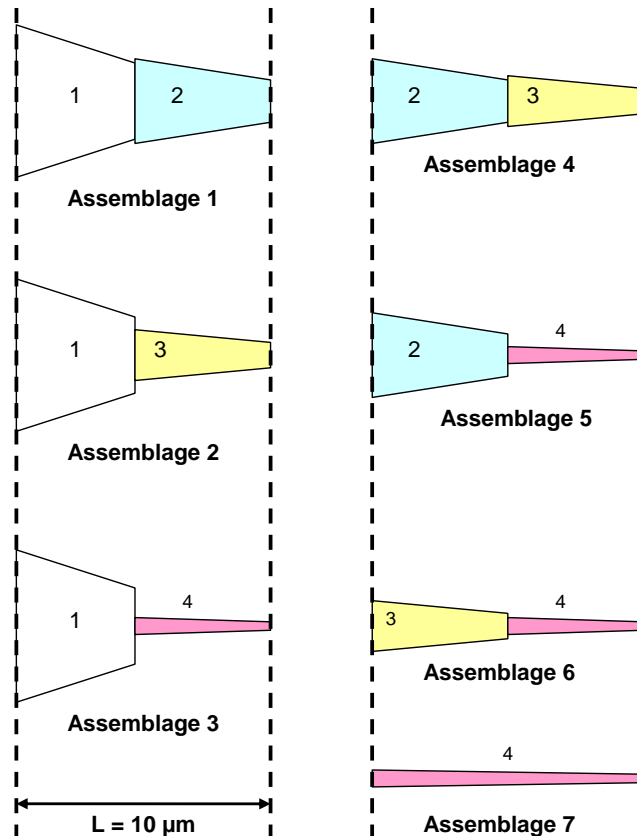 1 2
Assemblage 1
2 3
Assemblage 4
1 3
Assemblage 2
2 4
Assemblage 5
1 4
Assemblage 3
3 4
Assemblage 6
4
Assemblage 7
L = 10 µm